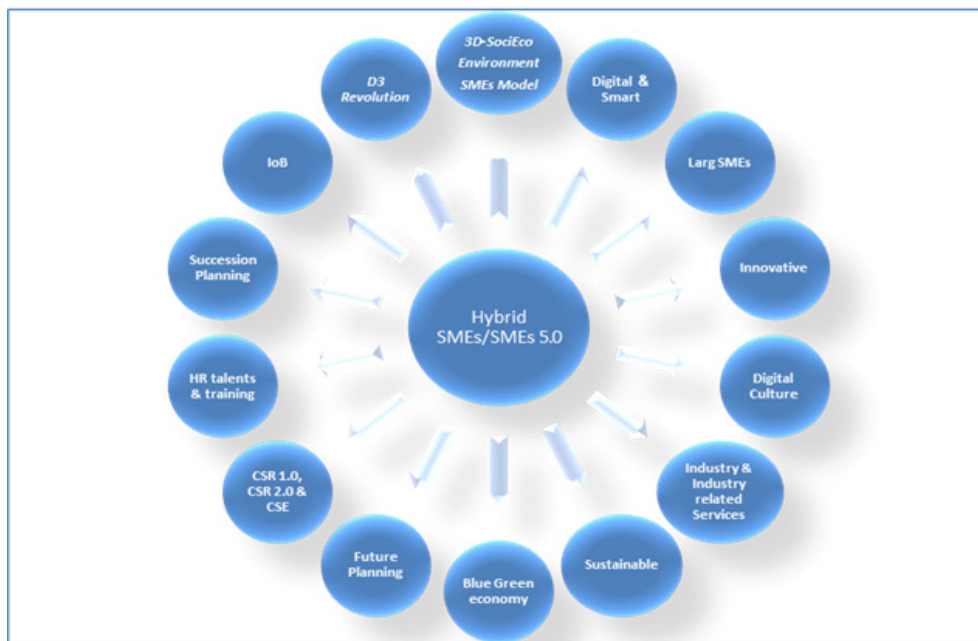 3D-SociEco
Environment
SMEs Model
Digital & 
Smart
Larg SMEs
Innovative
Digital
Culture
Industry &
Industry
related
Services
Sustainable
Blue Green
economy
Future
Planning
CSR 1.0,
CSR 2.0 &
CSE
HR talents
& training
Succession
Planning
IoB
D3
Revolution
Hybrid
SMEs/SMEs 5.0